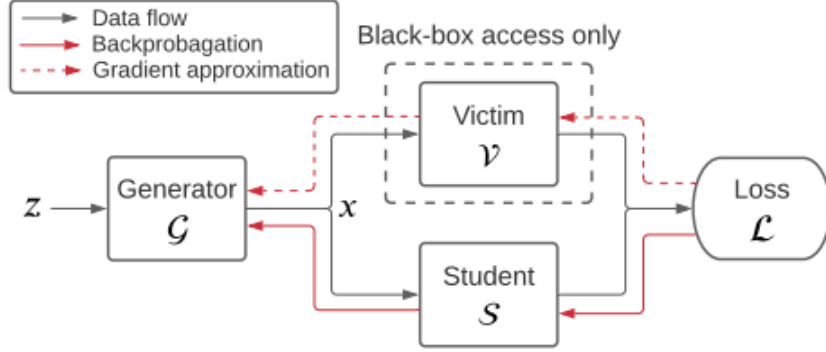 Data flow
Backprobagation
Gradient approximation
Black-box access only
Victim
𝒱
z
Generator
𝒢
x
Loss
ℒ
Student
𝒮